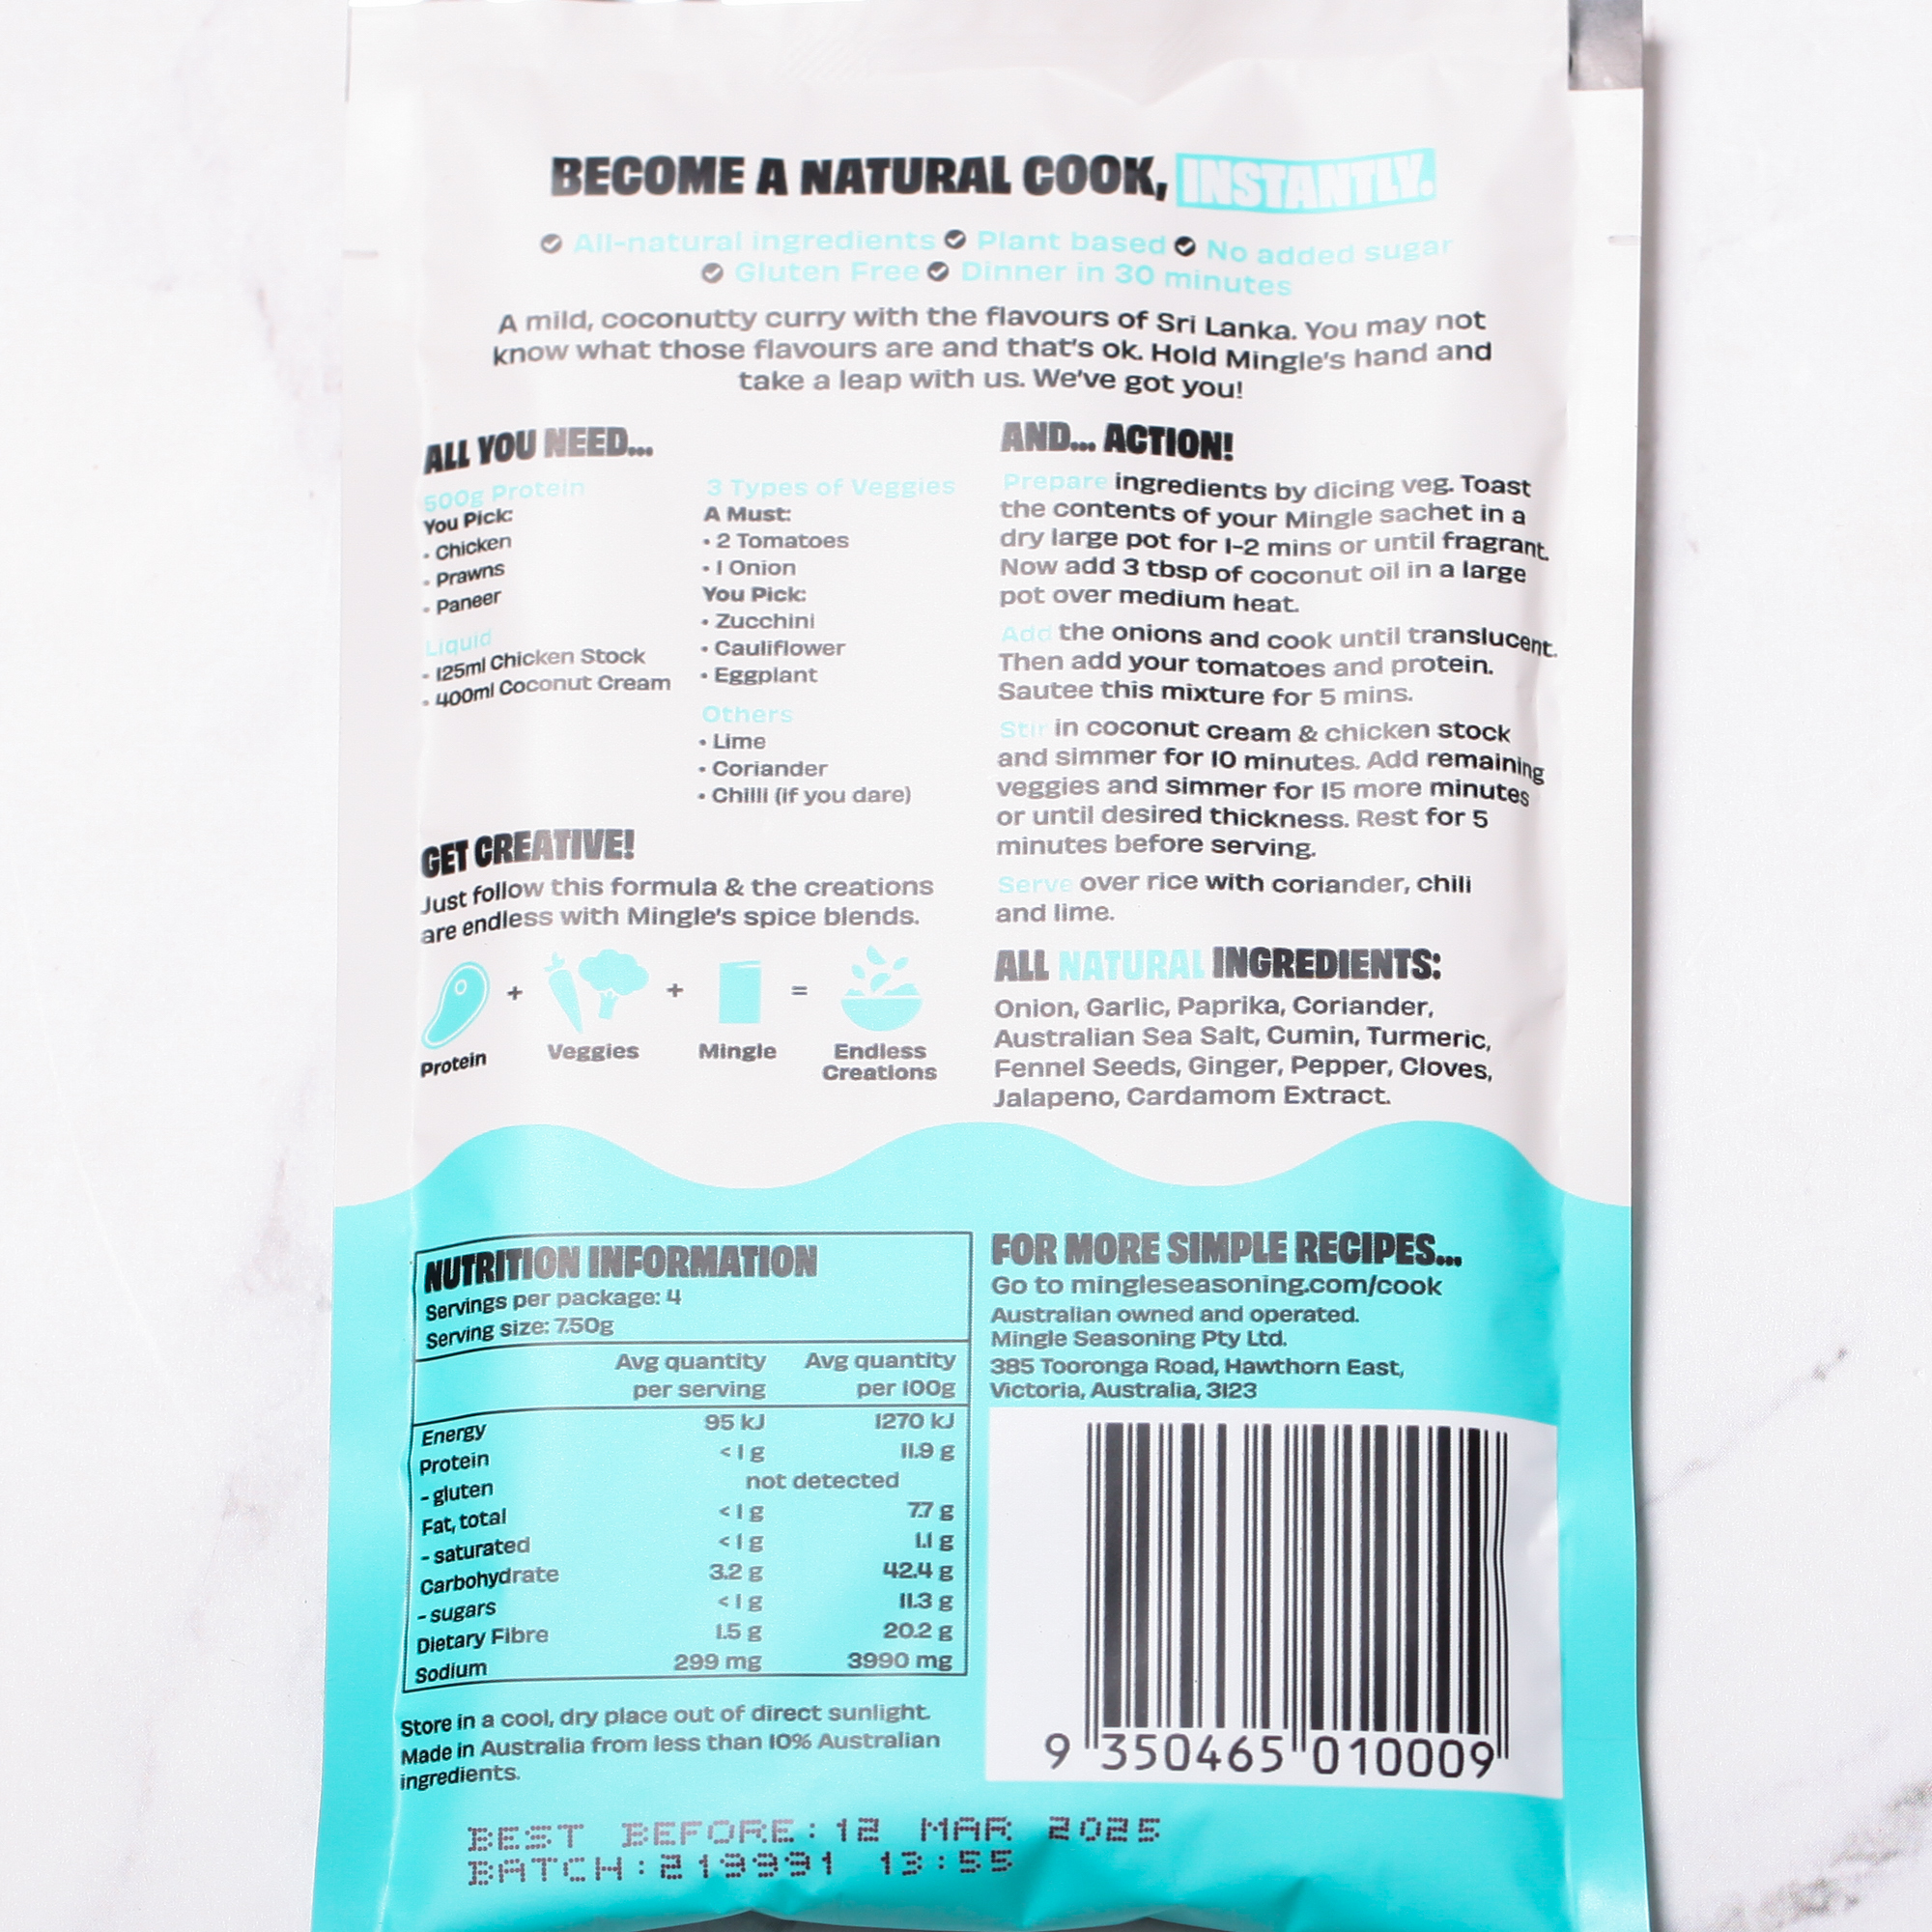 BECOME A NATURAL COOK, INSTANTLY.
All-natural ingredients Plant based No added sugar
Gluten Free Dinner in 30 minutes
A mild, coconutty curry with the flavours of Sri Lanka. You may not
know what those flavours are and that's ok. Hold Mingle's hand and
take a leap with us. We've got you!
ALL YOU NEED...
500g Protein
You Pick:
• Chicken
• Prawns
• Paneer
Liquid
• 125ml Chicken Stock
• 400ml Coconut Cream
3 Types of Veggies
A Must:
• 2 Tomatoes
• 1 Onion
You Pick:
• Zucchini
• Cauliflower
• Eggplant
Others
• Lime
• Coriander
• Chilli (if you dare)
GET CREATIVE!
Just follow this formula & the creations
are endless with Mingle's spice blends.
+ + =
Protein Veggies Mingle Endless
Creations
AND... ACTION!
Prepare ingredients by dicing veg. Toast
the contents of your Mingle sachet in a
dry large pot for 1-2 mins or until fragrant.
Now add 3 tbsp of coconut oil in a large
pot over medium heat.
Add the onions and cook until translucent.
Then add your tomatoes and protein.
Sautee this mixture for 5 mins.
Stir in coconut cream & chicken stock
and simmer for 10 minutes. Add remaining
veggies and simmer for 15 more minutes
or until desired thickness. Rest for 5
minutes before serving.
Serve over rice with coriander, chili
and lime.
ALL NATURAL INGREDIENTS:
Onion, Garlic, Paprika, Coriander,
Australian Sea Salt, Cumin, Turmeric,
Fennel Seeds, Ginger, Pepper, Cloves,
Jalapeno, Cardamom Extract.
NUTRITION INFORMATION
Servings per package: 4
Serving size: 7.50g
Avg quantity Avg quantity
per serving per 100g
Energy 95 kJ 1270 kJ
Protein <1 g 11.9 g
- gluten not detected
Fat, total <1 g 7.7 g
- saturated <1 g 1.1 g
Carbohydrate 3.2 g 42.4 g
- sugars <1 g 11.3 g
Dietary Fibre 1.5 g 20.2 g
Sodium 299 mg 3990 mg
Store in a cool, dry place out of direct sunlight.
Made in Australia from less than 10% Australian
ingredients.
FOR MORE SIMPLE RECIPES...
Go to mingleseasoning.com/cook
Australian owned and operated.
Mingle Seasoning Pty Ltd.
385 Tooronga Road, Hawthorn East,
Victoria, Australia, 3123
9 350465 010009
BEST BEFORE: 12 MAR 2025
BATCH: 219991 13:55